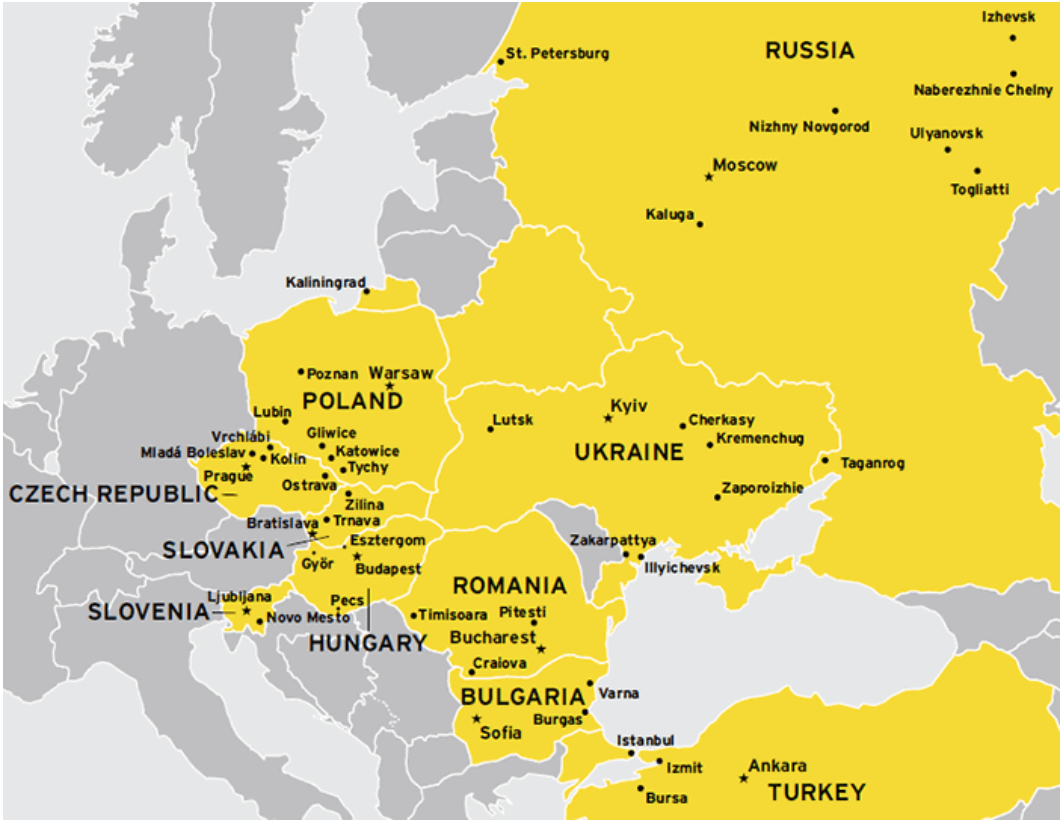 Izhevsk
RUSSIA
St. Petersburg
Naberezhnie Chelny
Nizhny Novgorod
Ulyanovsk
Moscow
Togliatti
Kaluga
Kaliningrad
Poznan
Warsaw
POLAND
Kyiv
Lubin
Lutsk
Cherkasy
Vrchlábi
Gliwice
Kremenchug
Mladá Boleslav
Kolin
Katowice
UKRAINE
Taganrog
Prague
Tychy
Ostrava
CZECH REPUBLIC
Zilina
Zaporoizhie
Bratislava
Trnava
SLOVAKIA
Esztergom
Zakarpattya
Györ
Budapest
Illyichevsk
ROMANIA
Ljubljana
Pecs
SLOVENIA
Novo Mesto
Timisoara
Pitesti
HUNGARY
Bucharest
Craiova
BULGARIA
Varna
Burgas
Sofia
Istanbul
Izmit
Ankara
Bursa
TURKEY